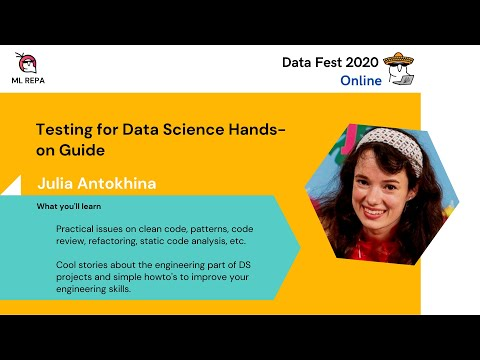 ML REPA
Data Fest 2020
Online
Testing for Data Science Hands-
on Guide
Julia Antokhina
What you'll learn
Practical issues on clean code, patterns, code
review, refactoring, static code analysis, etc.
Cool stories about the engineering part of DS
projects and simple howto's to improve your
engineering skills.